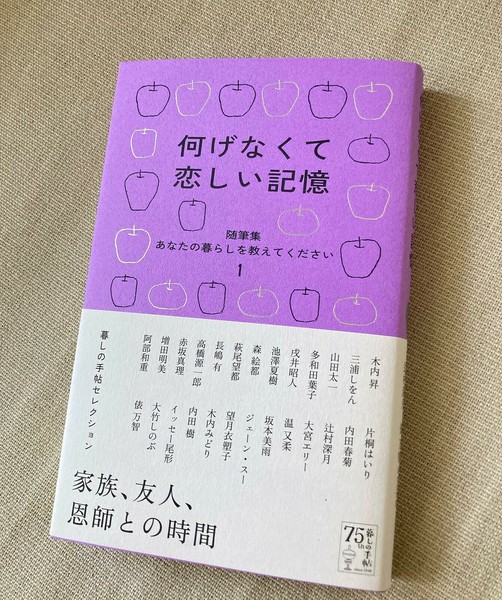 何げなくて
恋しい記憶
随筆集
あなたの暮らしを教えてください
1
木内 昇
三浦しをん
山田太一
多和田葉子
戌井昭人
池澤夏樹
森 絵都
萩尾望都
長嶋 有
高橋源一郎
赤坂真理
増田明美
阿部和重
片桐はいり
内田春菊
辻村深月
大宮エリー
温 又柔
坂本美雨
ジェーン・スー
望月衣塑子
木内みどり
内田 樹
イッセー尾形
大竹しのぶ
俵 万智
暮しの手帖セレクション
家族、友人、
恩師との時間
75th
暮しの手帖